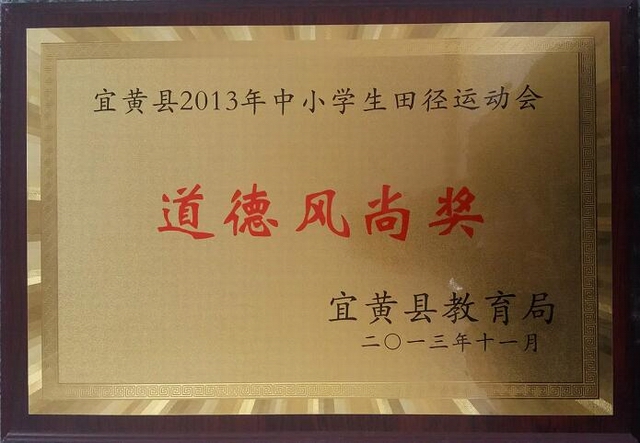 宜黄县2013年中小学生田径运动会
道德风尚奖
宜黄县教育局
二〇一三年十一月